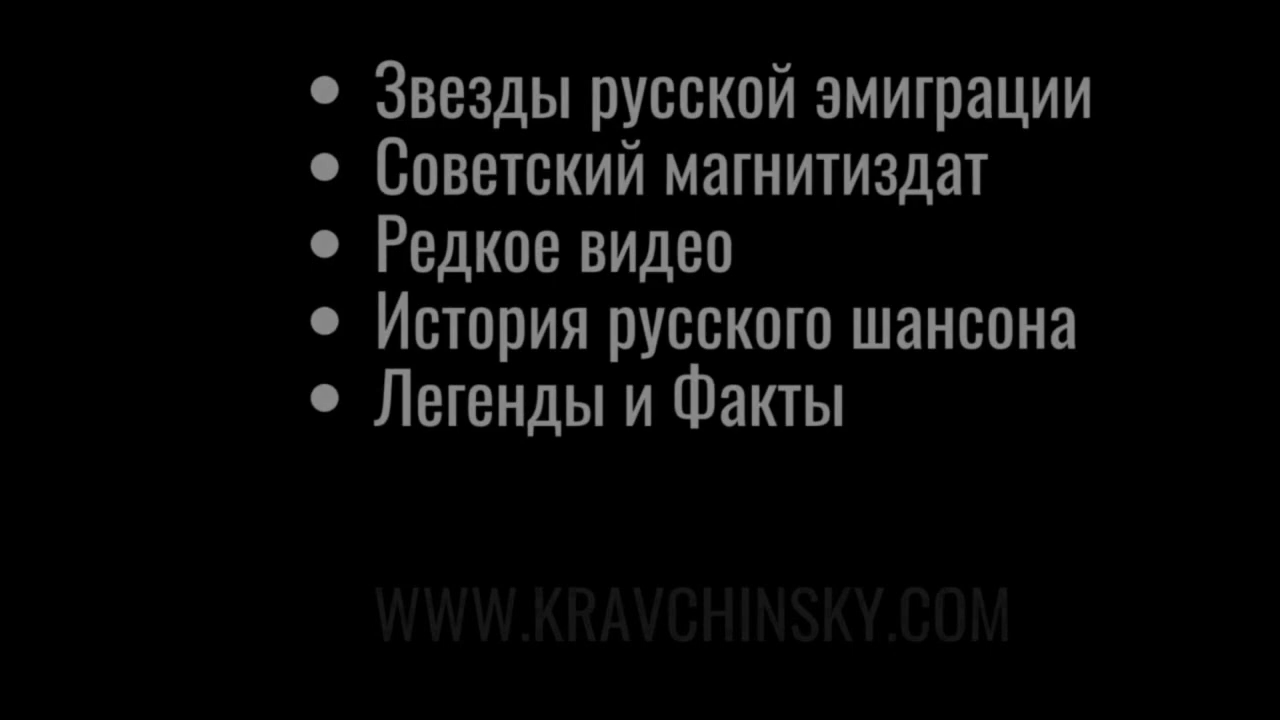 • Звезды русской эмиграции
• Советский магнитиздат
• Редкое видео
• История русского шансона
• Легенды и Факты
WWW.KRAVCHINSKY.COM